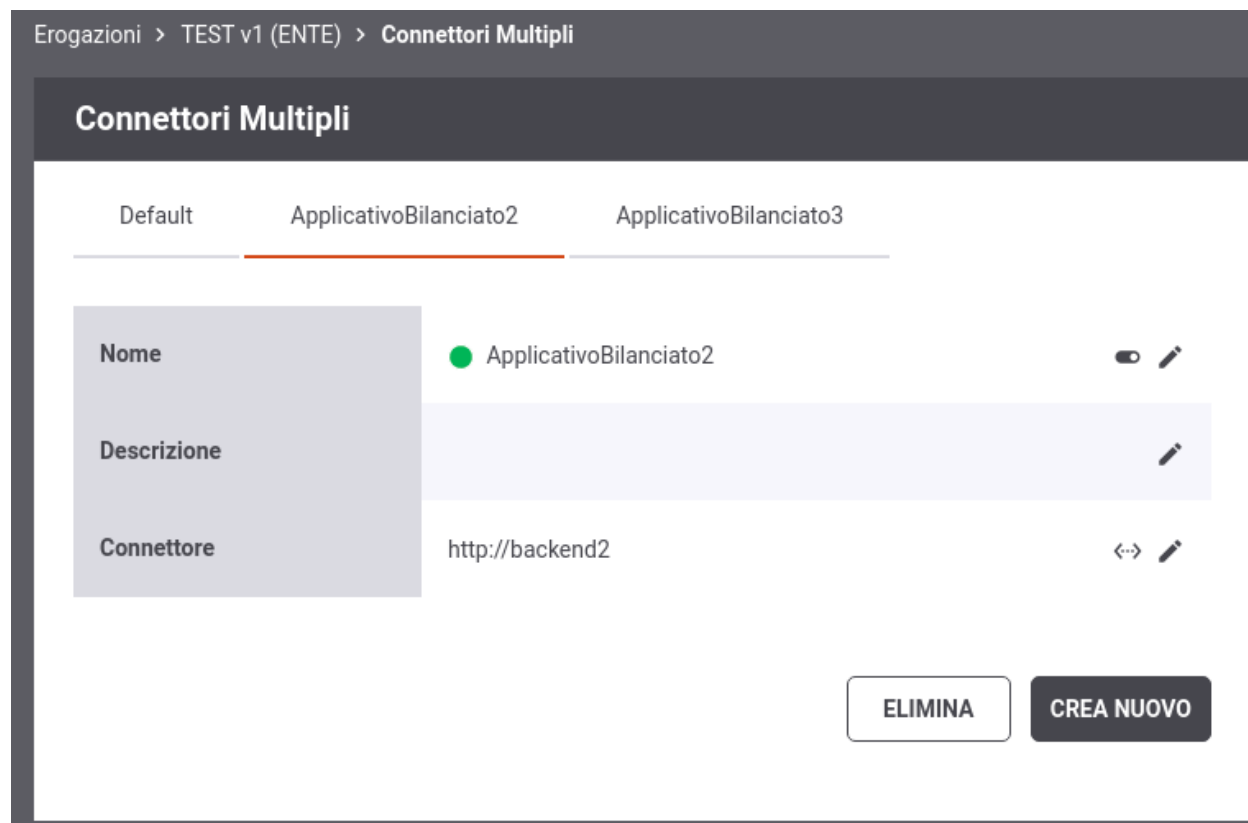 Erogazioni > TEST v1 (ENTE) > Connettori Multipli
Connettori Multipli
Default ApplicativoBilanciato2 ApplicativoBilanciato3
Nome ApplicativoBilanciato2
Descrizione
Connettore http://backend2
ELIMINA CREA NUOVO